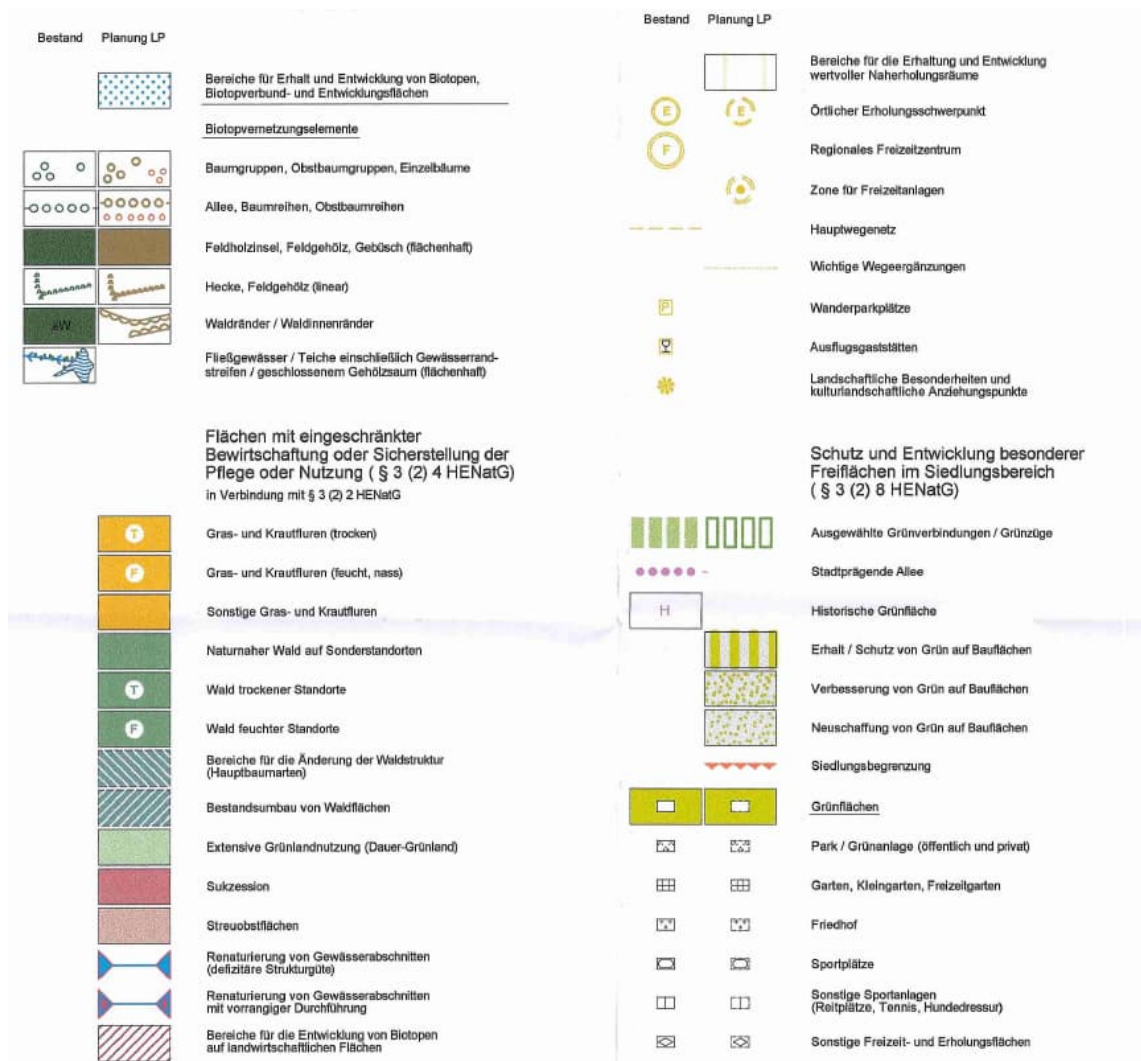 Bestand Planung LP
Bereiche für Erhalt und Entwicklung von Biotopen,
Biotopverbund- und Entwicklungsflächen
Biotopvernetzungselemente
Baumgruppen, Obstbaumgruppen, Einzelbäume
Allee, Baumreihen, Obstbaumreihen
Feldholzinsel, Feldgehölz, Gebüsch (flächenhaft)
Hecke, Feldgehölz (linear)
Waldränder / Waldinnenränder
Fließgewässer / Teiche einschließlich Gewässerrand-
streifen / geschlossenem Gehölzsaum (flächenhaft)
Flächen mit eingeschränkter
Bewirtschaftung oder Sicherstellung der
Pflege oder Nutzung ( § 3 (2) 4 HENatG)
in Verbindung mit § 3 (2) 2 HENatG
T Gras- und Krautfluren (trocken)
F Gras- und Krautfluren (feucht, nass)
Sonstige Gras- und Krautfluren
Naturnaher Wald auf Sonderstandorten
T Wald trockener Standorte
F Wald feuchter Standorte
Bereiche für die Änderung der Waldstruktur
(Hauptbaumarten)
Bestandsumbau von Waldflächen
Extensive Grünlandnutzung (Dauer-Grünland)
Sukzession
Streuobstflächen
Renaturierung von Gewässerabschnitten
(defizitäre Strukturgüte)
Renaturierung von Gewässerabschnitten
mit vorrangiger Durchführung
Bereiche für die Entwicklung von Biotopen
auf landwirtschaftlichen Flächen
Bestand Planung LP
Bereiche für die Erhaltung und Entwicklung
wertvoller Naherholungsräume
E E Örtlicher Erholungsschwerpunkt
F Regionales Freizeitzentrum
Zone für Freizeitanlagen
Hauptwegenetz
Wichtige Wegeergänzungen
P Wanderparkplätze
Ausflugsgaststätten
Landschaftliche Besonderheiten und
kulturlandschaftliche Anziehungspunkte
Schutz und Entwicklung besonderer
Freiflächen im Siedlungsbereich
( § 3 (2) 8 HENatG)
Ausgewählte Grünverbindungen / Grünzüge
Stadtprägende Allee
H Historische Grünfläche
Erhalt / Schutz von Grün auf Bauflächen
Verbesserung von Grün auf Bauflächen
Neuschaffung von Grün auf Bauflächen
Siedlungsbegrenzung
Grünflächen
Park / Grünanlage (öffentlich und privat)
Garten, Kleingarten, Freizeitgarten
Friedhof
Sportplätze
Sonstige Sportanlagen
(Reitplätze, Tennis, Hundedressur)
Sonstige Freizeit- und Erholungsflächen